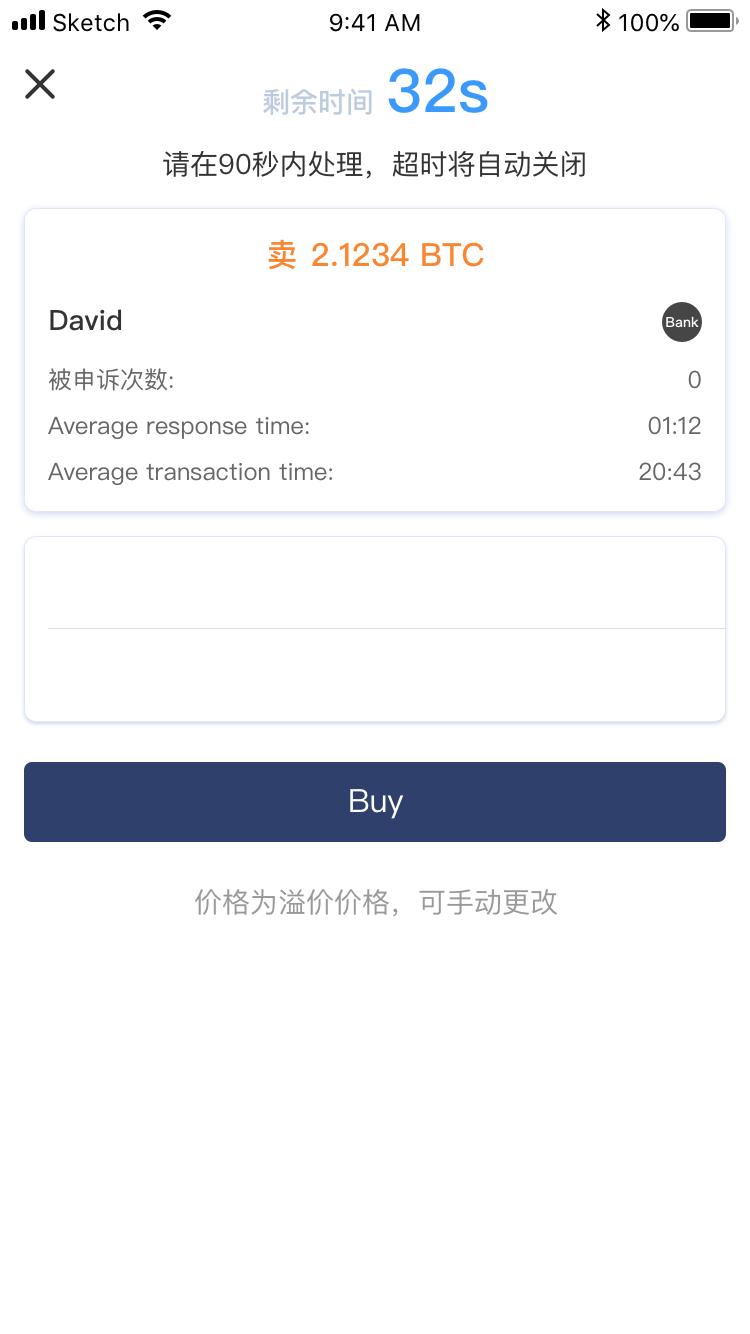 Sketch 9:41 AM 100%
剩余时间 32s
请在90秒内处理，超时将自动关闭
卖 2.1234 BTC
David Bank
被申诉次数: 0
Average response time: 01:12
Average transaction time: 20:43
Buy
价格为溢价价格，可手动更改